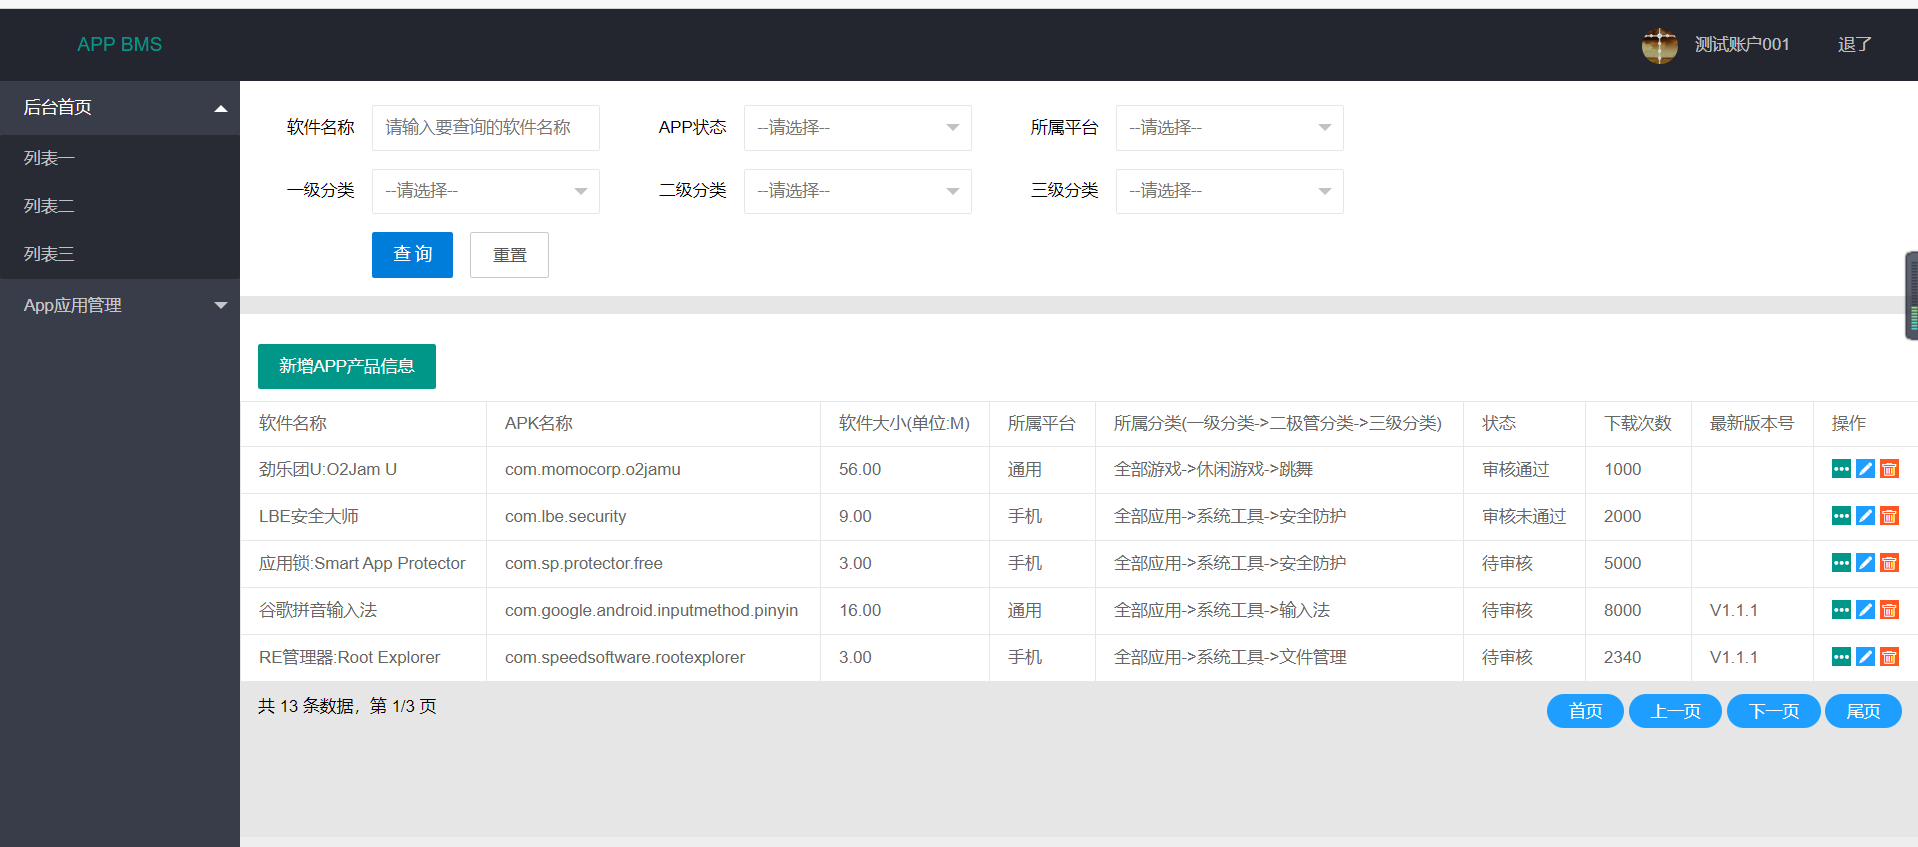 APP BMS 测试账户001 退了
后台首页
列表一
列表二
列表三
App应用管理
软件名称 请输入要查询的软件名称 APP状态 --请选择-- 所属平台 --请选择--
一级分类 --请选择-- 二级分类 --请选择-- 三级分类 --请选择--
查 询 重置
新增APP产品信息
软件名称 APK名称 软件大小(单位:M) 所属平台 所属分类(一级分类->二极管分类->三级分类) 状态 下载次数 最新版本号 操作
劲乐团U:O2Jam U com.momocorp.o2jamu 56.00 通用 全部游戏->休闲游戏->跳舞 审核通过 1000
LBE安全大师 com.lbe.security 9.00 手机 全部应用->系统工具->安全防护 审核未通过 2000
应用锁:Smart App Protector com.sp.protector.free 3.00 手机 全部应用->系统工具->安全防护 待审核 5000
谷歌拼音输入法 com.google.android.inputmethod.pinyin 16.00 通用 全部应用->系统工具->输入法 待审核 8000 V1.1.1
RE管理器:Root Explorer com.speedsoftware.rootexplorer 3.00 手机 全部应用->系统工具->文件管理 待审核 2340 V1.1.1
共 13 条数据，第 1/3 页 首页 上一页 下一页 尾页